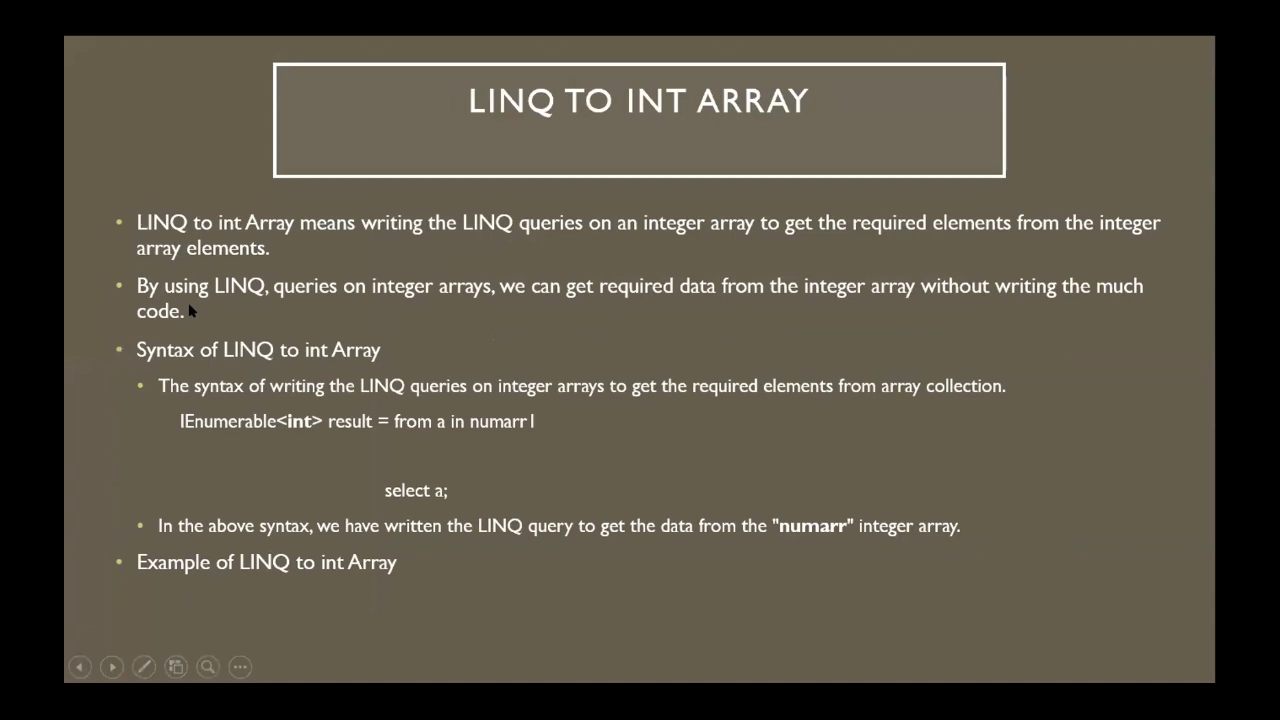 LINQ TO INT ARRAY
• LINQ to int Array means writing the LINQ queries on an integer array to get the required elements from the integer
array elements.
• By using LINQ, queries on integer arrays, we can get required data from the integer array without writing the much
code.
• Syntax of LINQ to int Array
• The syntax of writing the LINQ queries on integer arrays to get the required elements from array collection.
IEnumerable<int> result = from a in numarr1
select a;
• In the above syntax, we have written the LINQ query to get the data from the "numarr" integer array.
• Example of LINQ to int Array